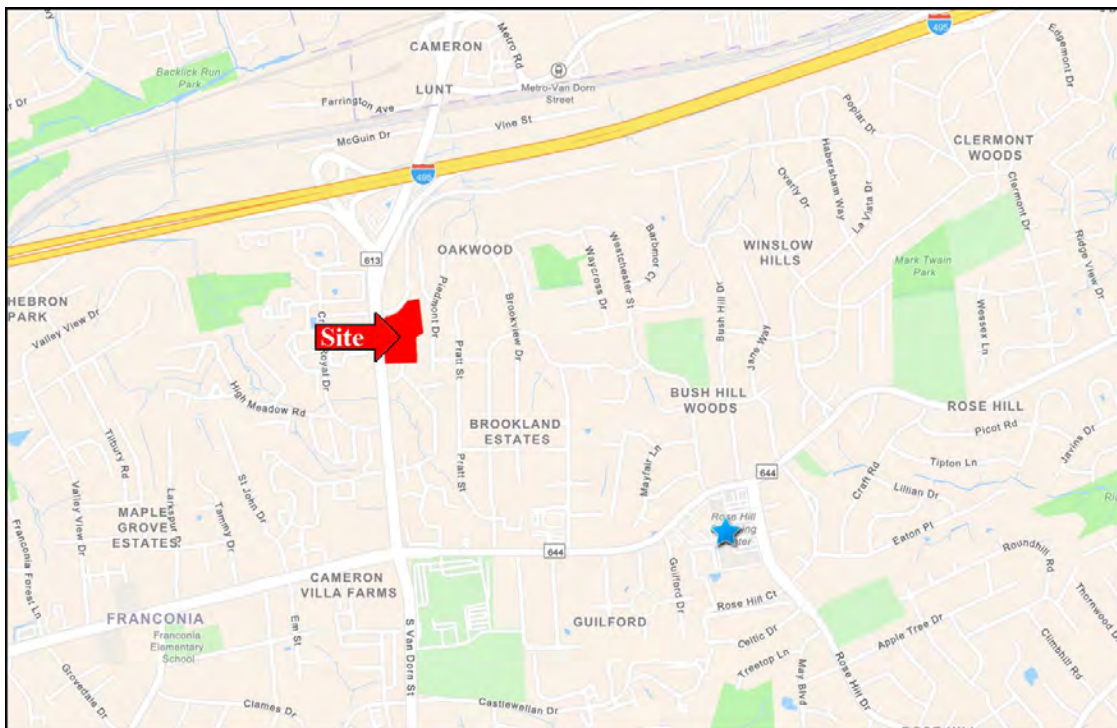 CAMERON
Metro Rd
495
Edgemont Dr
Backlick Run
Park
LUNT
Metro-Van Dorn
Street
Farrington Ave
Vine St
McGuin Dr
Poplar Dr
CLERMONT
WOODS
495
Overly Dr
Habersham Way
La Vista Dr
Clermont Dr
Ridge View Dr
613
OAKWOOD
Barbmor Ct
Westchester St
Waycross Dr
WINSLOW
HILLS
Mark Twain
Park
HEBRON
PARK
Valley View Dr
Piedmont Dr
Brookview Dr
Bush Hill Dr
Jane Way
Wessex Ln
Site
Royal Dr
Pratt St
High Meadow Rd
BUSH HILL
WOODS
ROSE HILL
Picot Rd
Javins Dr
BROOKLAND
ESTATES
Tilbury Rd
Pratt St
Mayfair Ln
644
Craft Rd
Tipton Ln
Lillian Dr
Valley View Dr
Larkspur
St John Dr
Tammy Dr
MAPLE
GROVE
ESTATES
Rose Hill
Eaton Pl
Franconia Forest Ln
644
Roundhill Rd
CAMERON
VILLA FARMS
Guilford Dr
Rose Hill Ct
Thornwood
FRANCONIA
Em St
GUILFORD
Franconia
Elementary
School
S Van Dorn St
Celtic Dr
Apple Tree Dr
Climbhill Rd
Treetop Ln
May Blvd
Rose Hill Dr
Grovedale Dr
Clames Dr
Castlewellan Dr